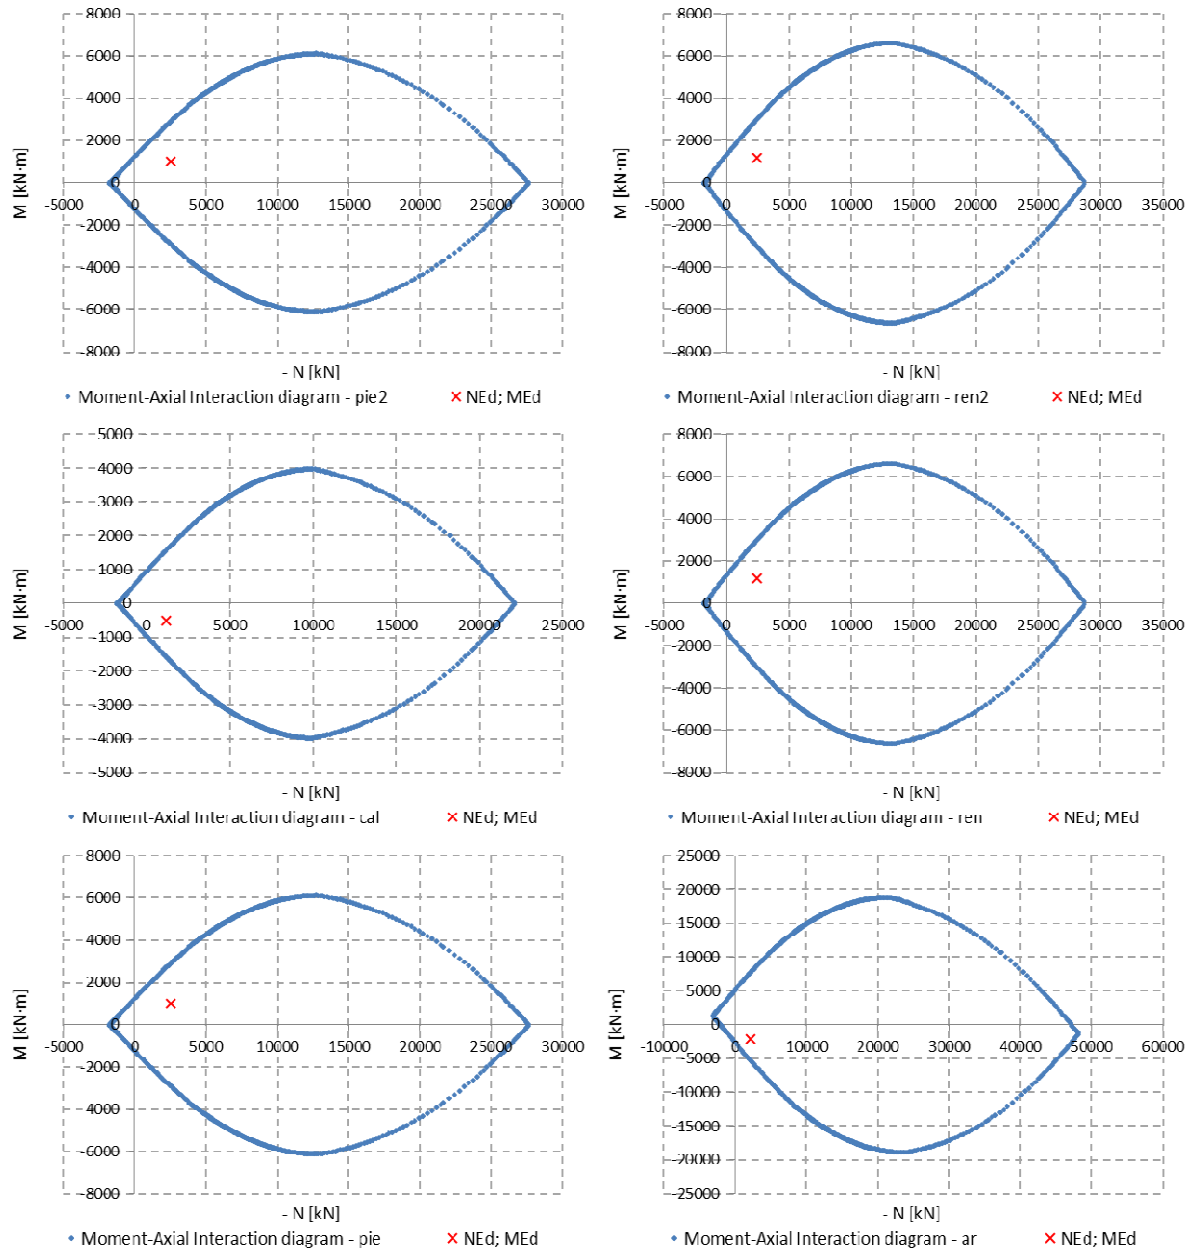 8000
6000
4000
2000
0
-2000
-4000
-6000
-8000
M [kN·m]
-5000 0 5000 10000 15000 20000 25000 30000
- N [kN]
Moment-Axial Interaction diagram - pie2 NEd; MEd
8000
6000
4000
2000
0
-2000
-4000
-6000
-8000
M [kN·m]
-5000 0 5000 10000 15000 20000 25000 30000 35000
- N [kN]
Moment-Axial Interaction diagram - ren2 NEd; MEd
5000
4000
3000
2000
1000
0
-1000
-2000
-3000
-4000
-5000
M [kN·m]
-5000 0 5000 10000 15000 20000 25000
- N [kN]
Moment-Axial Interaction diagram - cal NEd; MEd
8000
6000
4000
2000
0
-2000
-4000
-6000
-8000
M [kN·m]
-5000 0 5000 10000 15000 20000 25000 30000 35000
- N [kN]
Moment-Axial Interaction diagram - ren NEd; MEd
8000
6000
4000
2000
0
-2000
-4000
-6000
-8000
M [kN·m]
-5000 0 5000 10000 15000 20000 25000 30000
- N [kN]
Moment-Axial Interaction diagram - pie NEd; MEd
25000
20000
15000
10000
5000
0
-5000
-10000
-15000
-20000
-25000
M [kN·m]
-10000 0 10000 20000 30000 40000 50000 60000
- N [kN]
Moment-Axial Interaction diagram - ar NEd; MEd